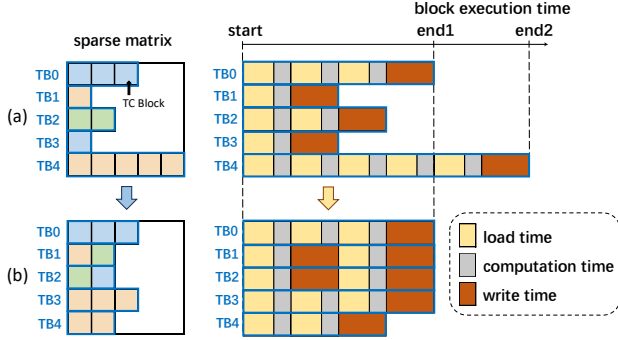 block execution time
sparse matrix
start
end1
end2
(a)
TB0
TB1
TB2
TB3
TB4
TC Block
TB0
TB1
TB2
TB3
TB4
(b)
TB0
TB1
TB2
TB3
TB4
TB0
TB1
TB2
TB3
TB4
load time
computation time
write time